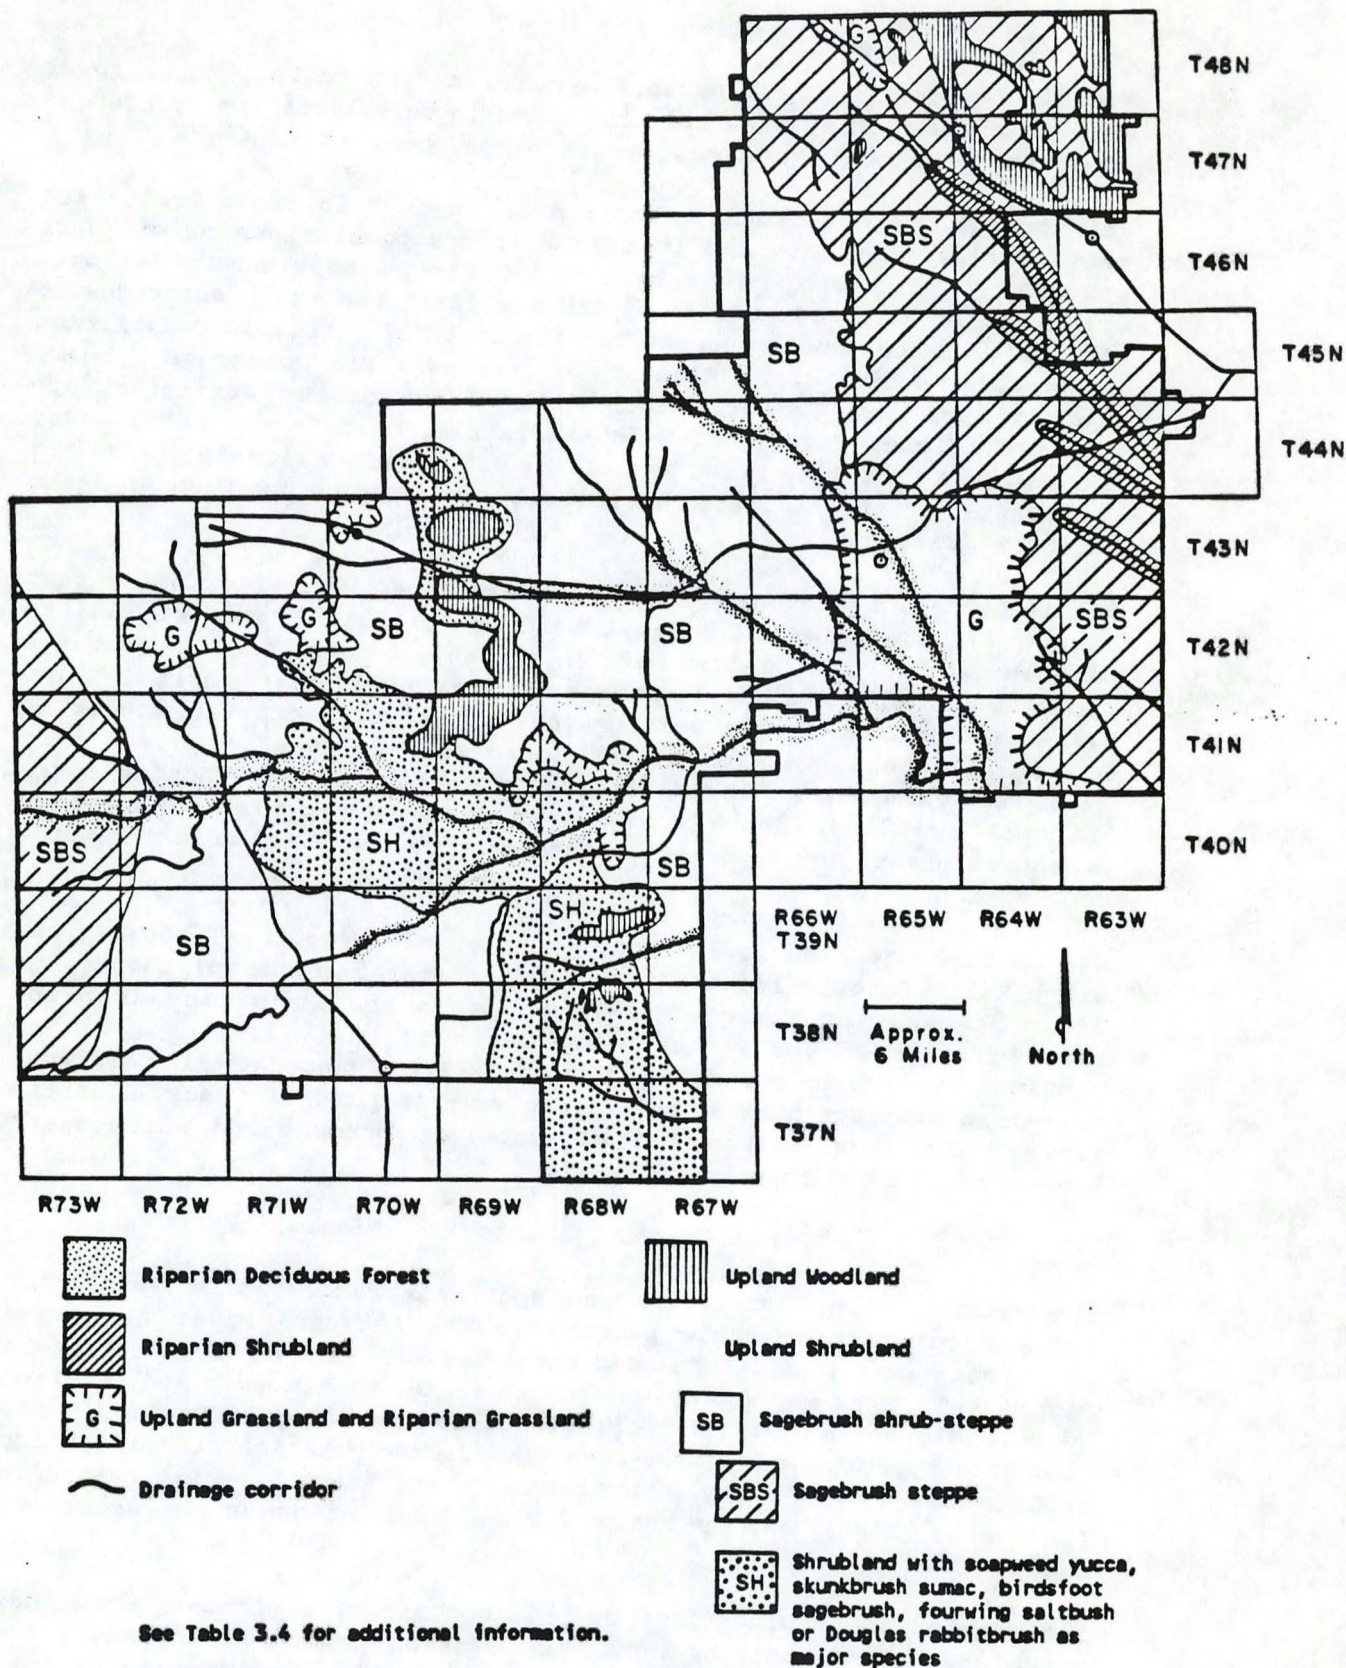 G
T48N
T47N
SBS
T46N
SB
T45N
T44N
T43N
G
G
SB
SB
G
SBS
T42N
T41N
SBS
SH
SB
T40N
SH
SB
R66W
R65W
R64W
R63W
T39N
T38N
Approx.
6 Miles
North
T37N
R73W
R72W
R71W
R70W
R69W
R68W
R67W
Riparian Deciduous Forest
Upland Woodland
Riparian Shrubland
Upland Shrubland
G
Upland Grassland and Riparian Grassland
SB
Sagebrush shrub-steppe
Drainage corridor
SBS
Sagebrush steppe
SH
Shrubland with soapweed yucca,
skunkbrush sumac, birdsfoot
sagebrush, fourwing saltbush
or Douglas rabbitbrush as
major species
See Table 3.4 for additional information.